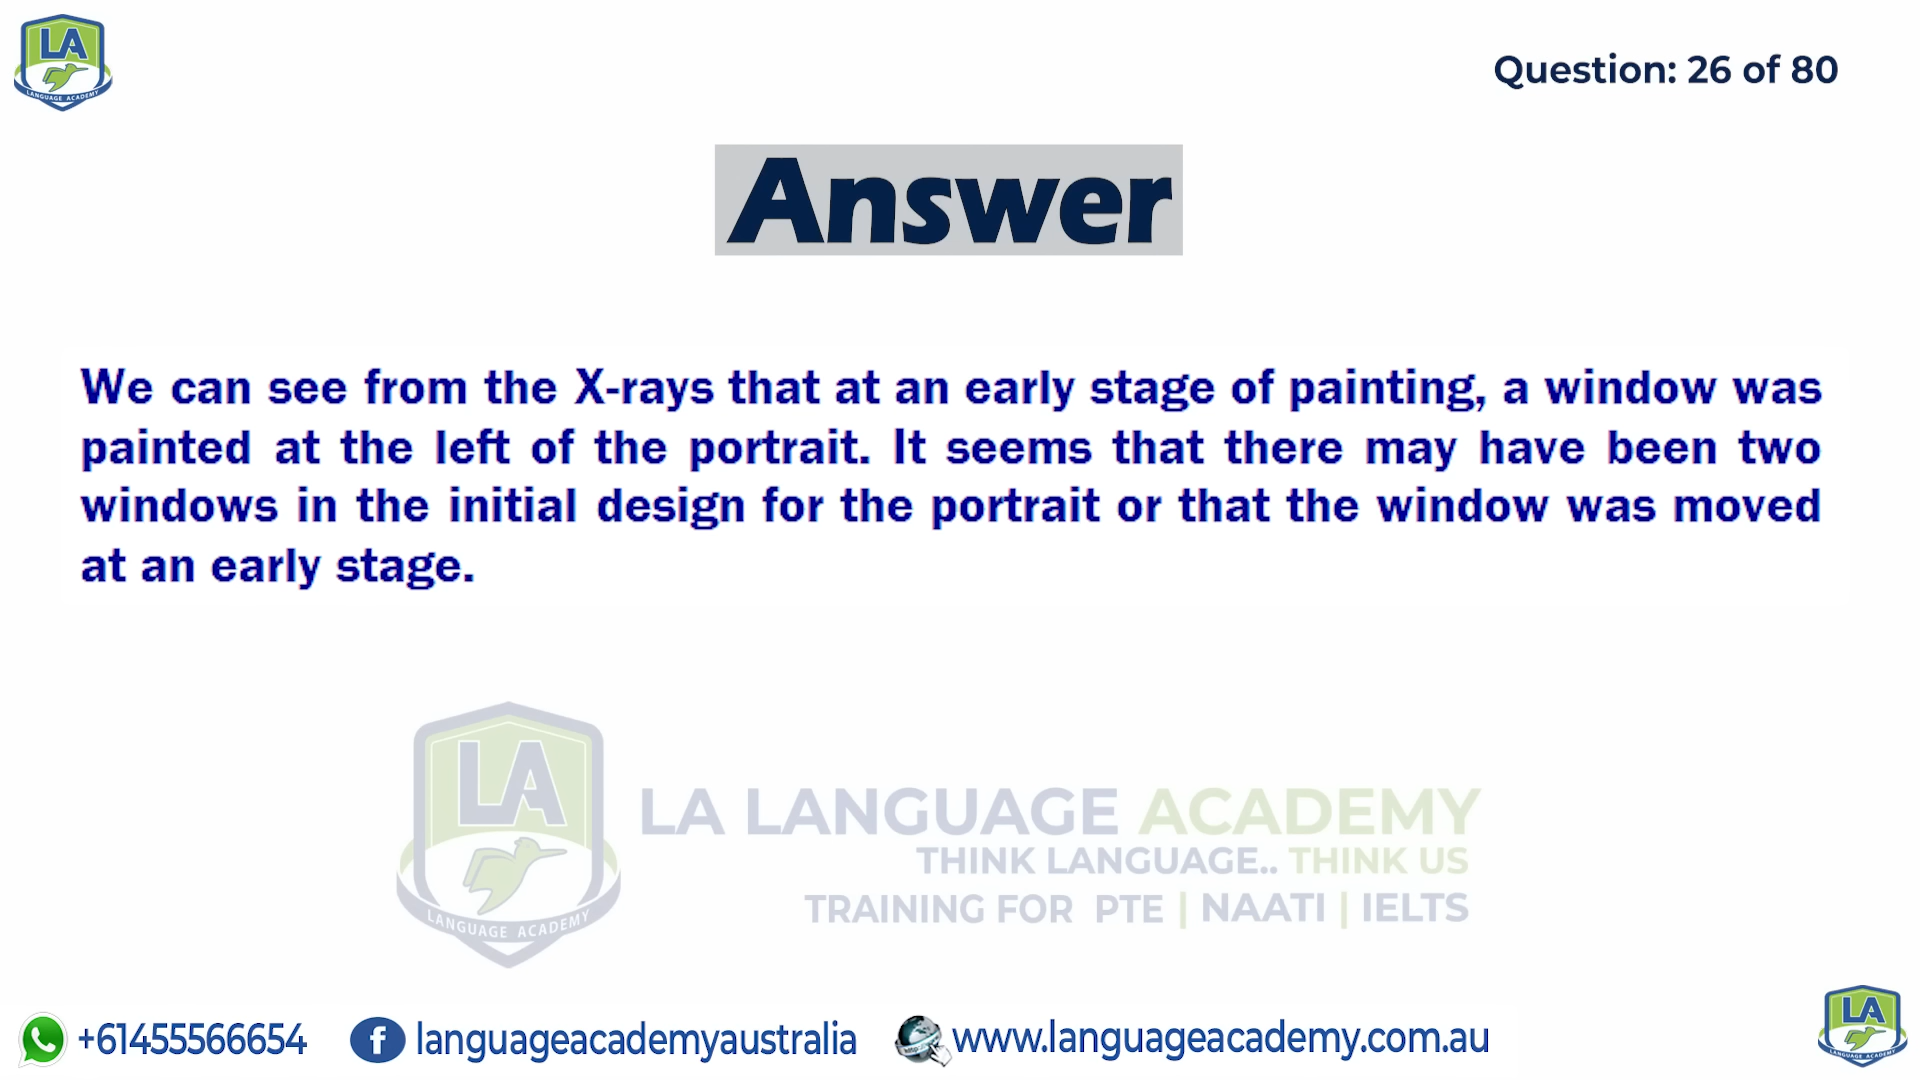 LA
LANGUAGE ACADEMY
Question: 26 of 80
Answer
We can see from the X-rays that at an early stage of painting, a window was
painted at the left of the portrait. It seems that there may have been two
windows in the initial design for the portrait or that the window was moved
at an early stage.
LA
LANGUAGE ACADEMY
LA LANGUAGE ACADEMY
THINK LANGUAGE.. THINK US
TRAINING FOR PTE | NAATI | IELTS
+61455566654
f languageacademyaustralia
www.languageacademy.com.au
LA
LANGUAGE ACADEMY